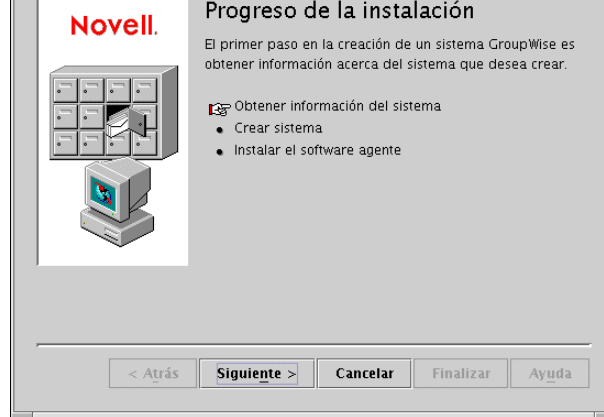 Novell.
Progreso de la instalación
El primer paso en la creación de un sistema GroupWise es
obtener información acerca del sistema que desea crear.
Obtener información del sistema
Crear sistema
Instalar el software agente
< Atrás
Siguiente >
Cancelar
Finalizar
Ayuda